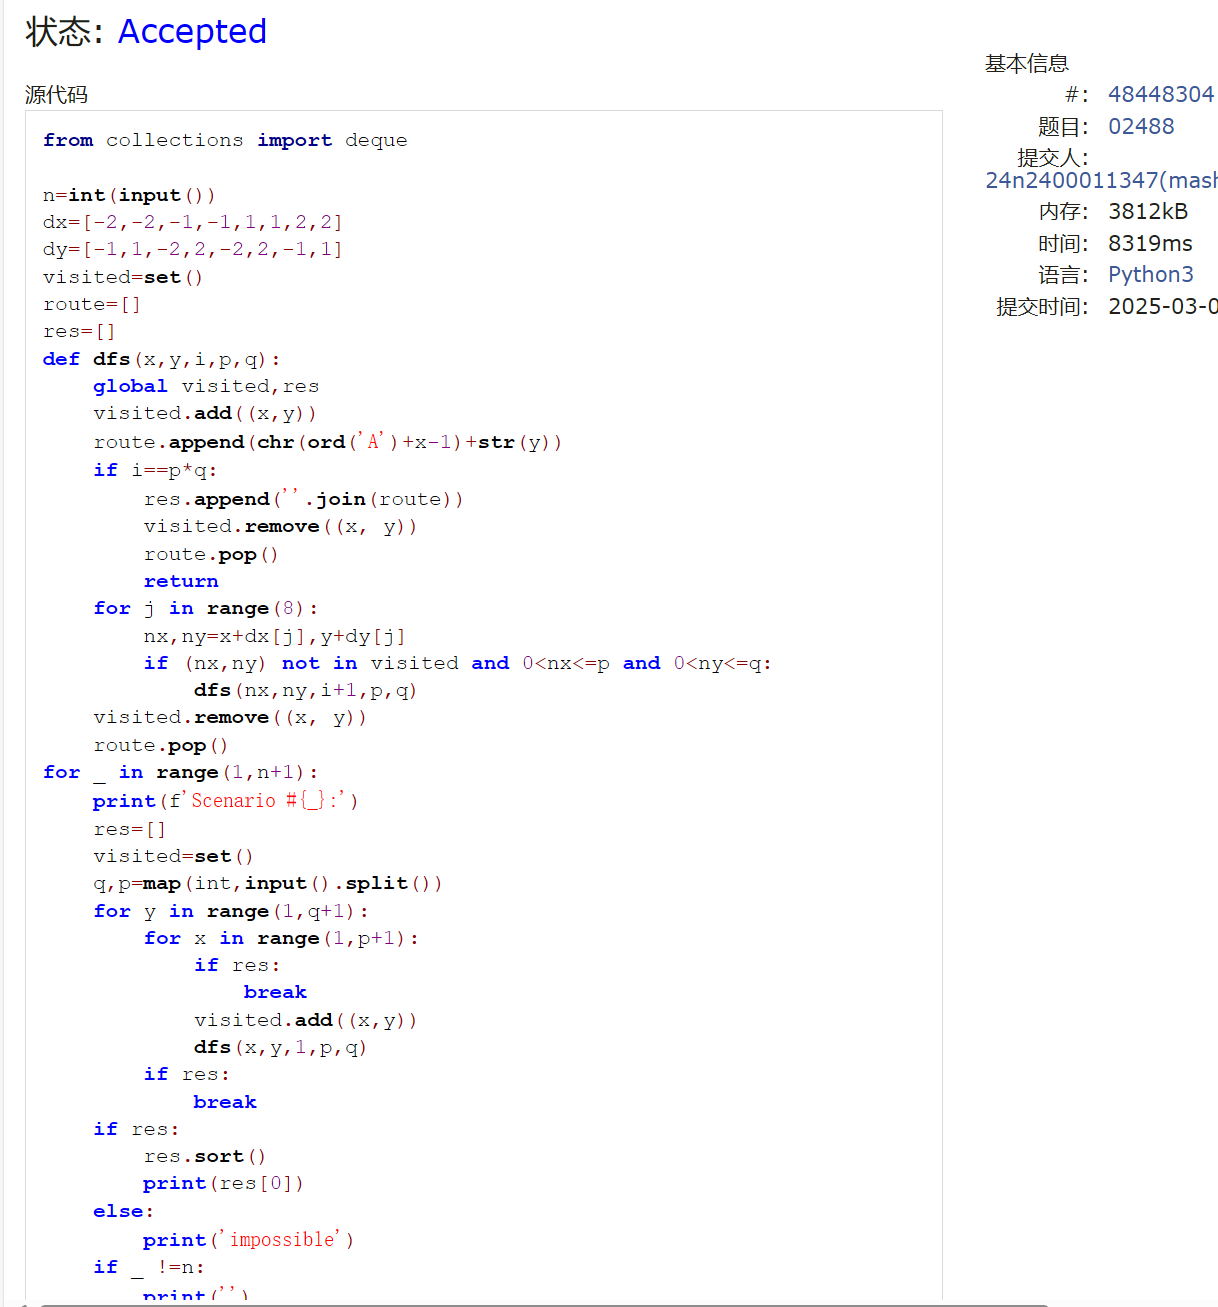 状态: Accepted
源代码
from collections import deque
n=int(input())
dx=[-2,-2,-1,-1,1,1,2,2]
dy=[-1,1,-2,2,-2,2,-1,1]
visited=set()
route=[]
res=[]
def dfs(x,y,i,p,q):
    global visited,res
    visited.add((x,y))
    route.append(chr(ord('A')+x-1)+str(y))
    if i==p*q:
        res.append(''.join(route))
        visited.remove((x, y))
        route.pop()
        return
    for j in range(8):
        nx,ny=x+dx[j],y+dy[j]
        if (nx,ny) not in visited and 0<nx<=p and 0<ny<=q:
            dfs(nx,ny,i+1,p,q)
    visited.remove((x, y))
    route.pop()
for _ in range(1,n+1):
    print(f'Scenario #{_}:')
    res=[]
    visited=set()
    q,p=map(int,input().split())
    for y in range(1,q+1):
        for x in range(1,p+1):
            if res:
                break
            visited.add((x,y))
            dfs(x,y,1,p,q)
        if res:
            break
    if res:
        res.sort()
        print(res[0])
    else:
        print('impossible')
    if _ !=n:
        print('')
基本信息
#: 48448304
题目: 02488
提交人:
24n2400011347(mash
内存: 3812kB
时间: 8319ms
语言: Python3
提交时间: 2025-03-0